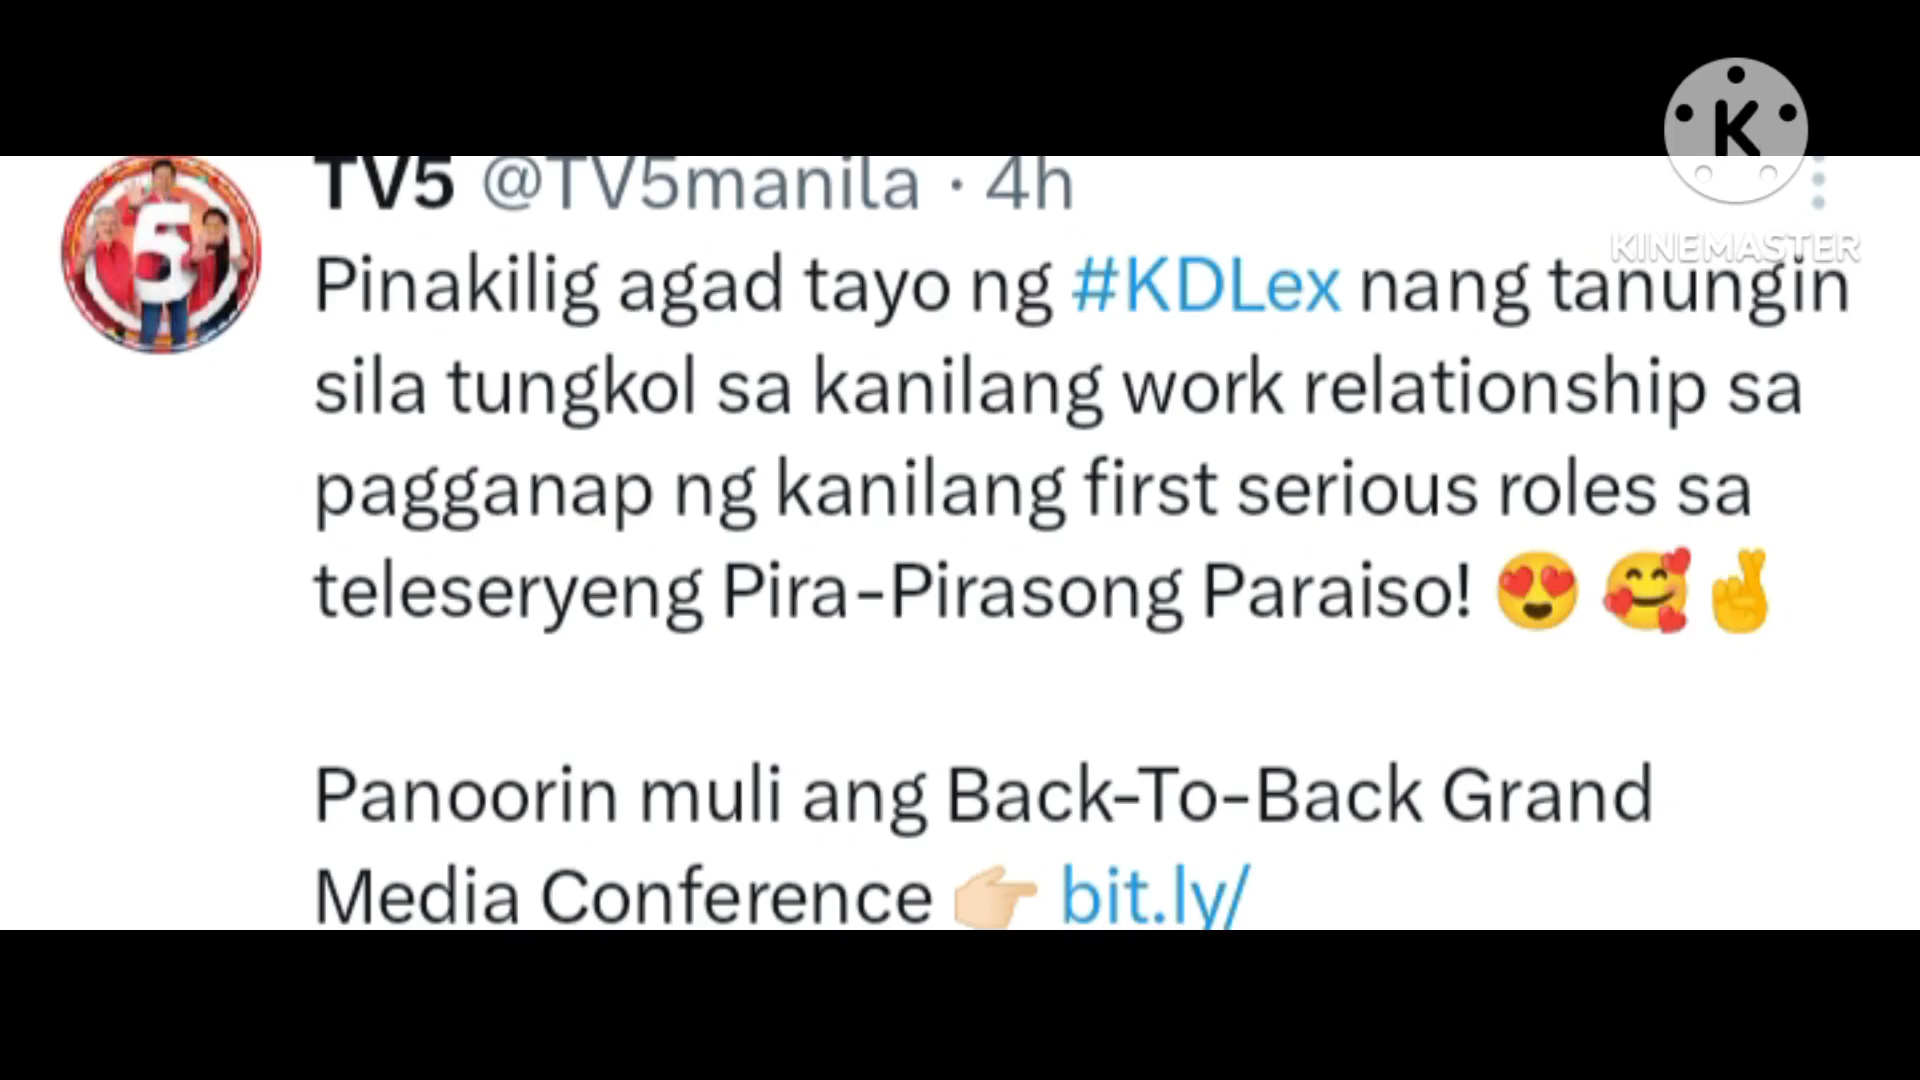 K
KINEMASTER
TV5 @TV5manila · 4h
5
Pinakilig agad tayo ng #KDLex nang tanungin
sila tungkol sa kanilang work relationship sa
pagganap ng kanilang first serious roles sa
teleseryeng Pira-Pirasong Paraiso! 😍 🥰 🤞
Panoorin muli ang Back-To-Back Grand
Media Conference 👉🏻 bit.ly/